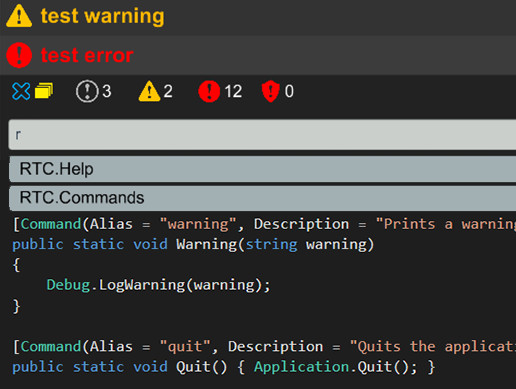 test warning
test error
3 2 12 0
r
RTC.Help
RTC.Commands
[Command(Alias = "warning", Description = "Prints a warning
public static void Warning(string warning)
{
Debug.LogWarning(warning);
}
[Command(Alias = "quit", Description = "Quits the applicati
public static void Quit() { Application.Quit(); }